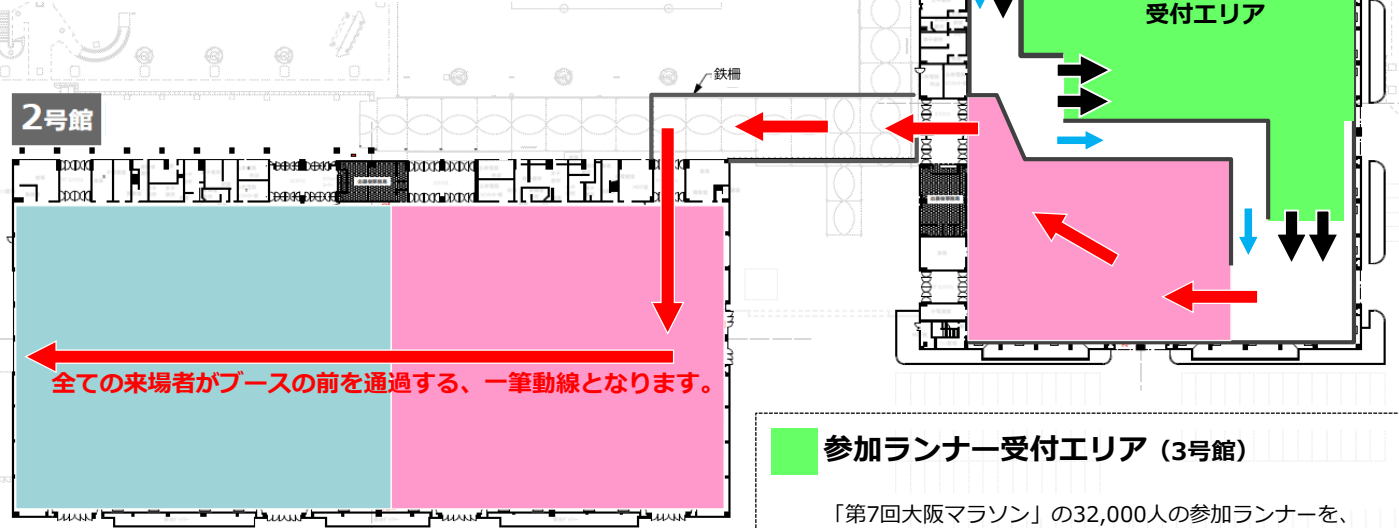 受付エリア
鉄柵
2号館
全ての来場者がブースの前を通過する、一筆動線となります。
参加ランナー受付エリア（3号館）
「第7回大阪マラソン」の32,000人の参加ランナーを、